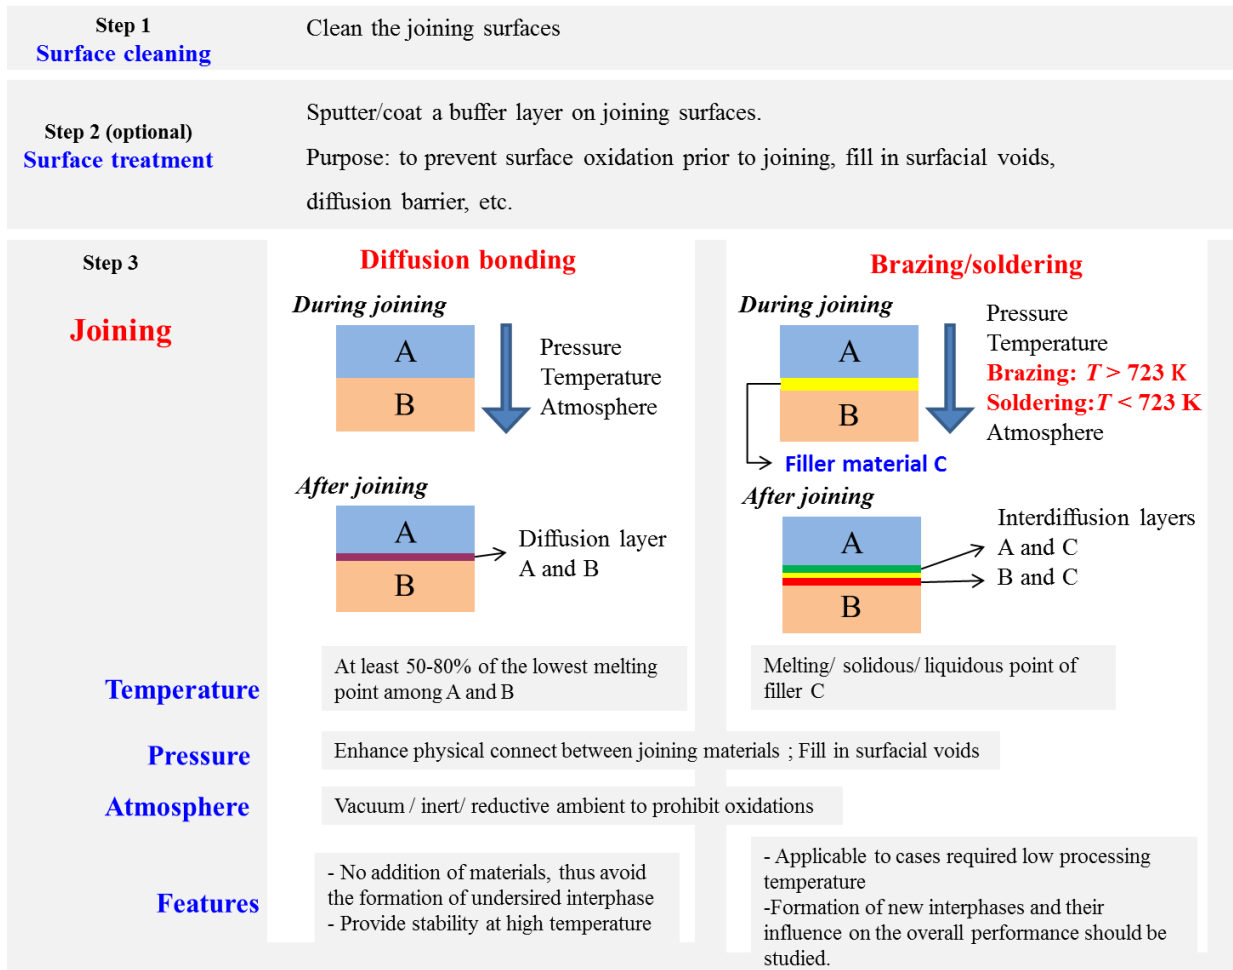 Step 1
Surface cleaning
Clean the joining surfaces
Step 2 (optional)
Surface treatment
Sputter/coat a buffer layer on joining surfaces.
Purpose: to prevent surface oxidation prior to joining, fill in surfacial voids,
diffusion barrier, etc.
Step 3
Joining
Diffusion bonding
During joining
A
B
Pressure
Temperature
Atmosphere
After joining
A
B
Diffusion layer
A and B
Brazing/soldering
During joining
A
B
Pressure
Temperature
Brazing: T > 723 K
Soldering:T < 723 K
Atmosphere
Filler material C
After joining
A
B
Interdiffusion layers
A and C
B and C
Temperature
At least 50-80% of the lowest melting
point among A and B
Melting/ solidous/ liquidous point of
filler C
Pressure
Enhance physical connect between joining materials ; Fill in surfacial voids
Atmosphere
Vacuum / inert/ reductive ambient to prohibit oxidations
Features
- No addition of materials, thus avoid
the formation of undersired interphase
- Provide stability at high temperature
- Applicable to cases required low processing
temperature
-Formation of new interphases and their
influence on the overall performance should be
studied.